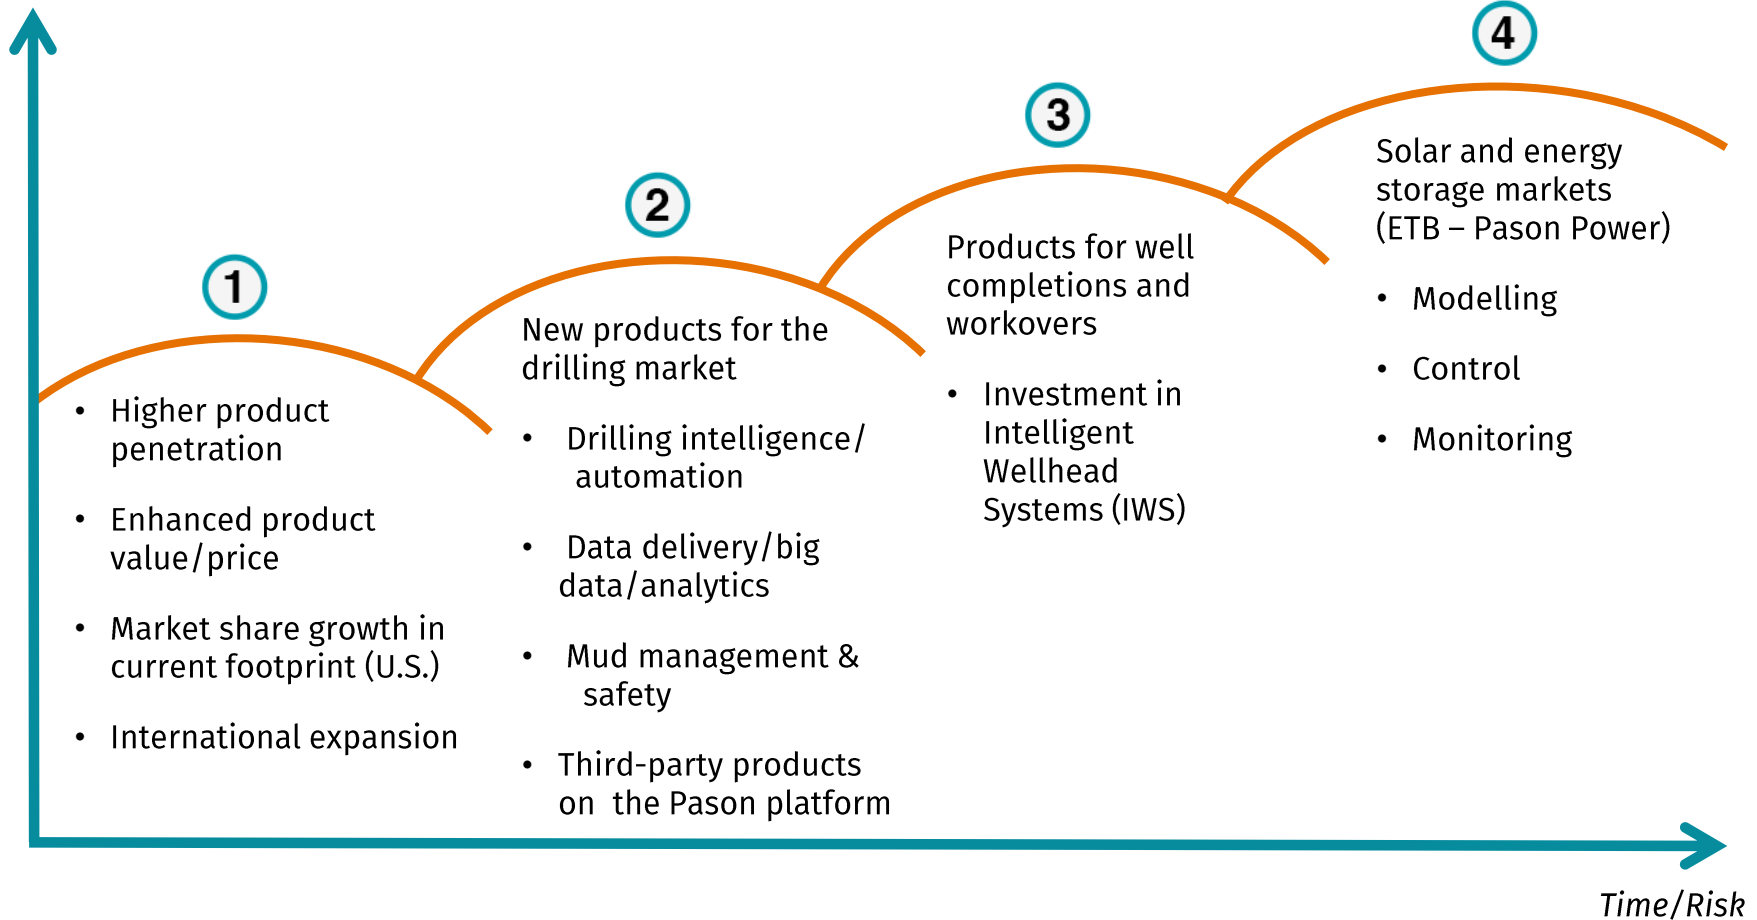 1
• Higher product
penetration
• Enhanced product
value/price
• Market share growth in
current footprint (U.S.)
• International expansion
2
New products for the
drilling market
• Drilling intelligence/
automation
• Data delivery/big
data/analytics
• Mud management &
safety
• Third-party products
on the Pason platform
3
Products for well
completions and
workovers
• Investment in
Intelligent
Wellhead
Systems (IWS)
4
Solar and energy
storage markets
(ETB – Pason Power)
• Modelling
• Control
• Monitoring
Time/Risk